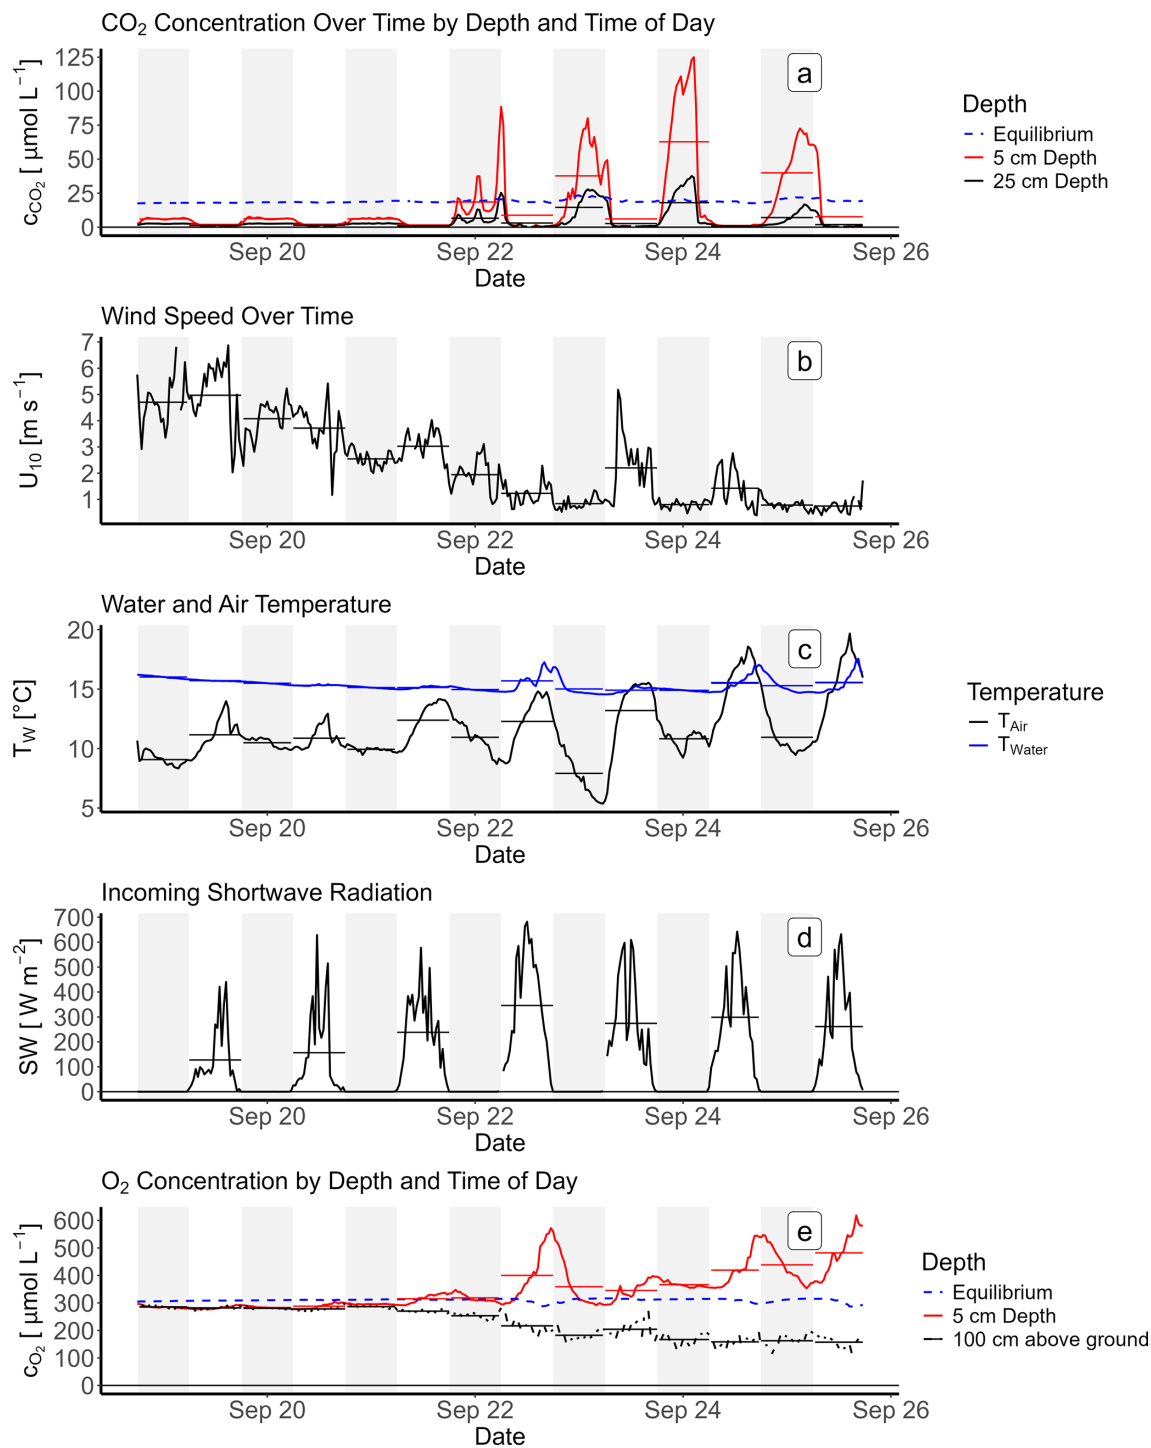 CO₂ Concentration Over Time by Depth and Time of Day
c_CO₂ [ µmol L⁻¹]
125
100
75
50
25
0
a
Sep 20 Sep 22 Sep 24 Sep 26
Date
Depth
Equilibrium
5 cm Depth
25 cm Depth
Wind Speed Over Time
U₁₀ [m s⁻¹]
7
6
5
4
3
2
1
b
Sep 20 Sep 22 Sep 24 Sep 26
Date
Water and Air Temperature
T_W [°C]
20
15
10
5
c
Sep 20 Sep 22 Sep 24 Sep 26
Date
Temperature
T_Air
T_Water
Incoming Shortwave Radiation
SW [ W m⁻²]
700
600
500
400
300
200
100
0
d
Sep 20 Sep 22 Sep 24 Sep 26
Date
O₂ Concentration by Depth and Time of Day
c_O₂ [ µmol L⁻¹]
600
500
400
300
200
100
0
e
Sep 20 Sep 22 Sep 24 Sep 26
Date
Depth
Equilibrium
5 cm Depth
100 cm above ground